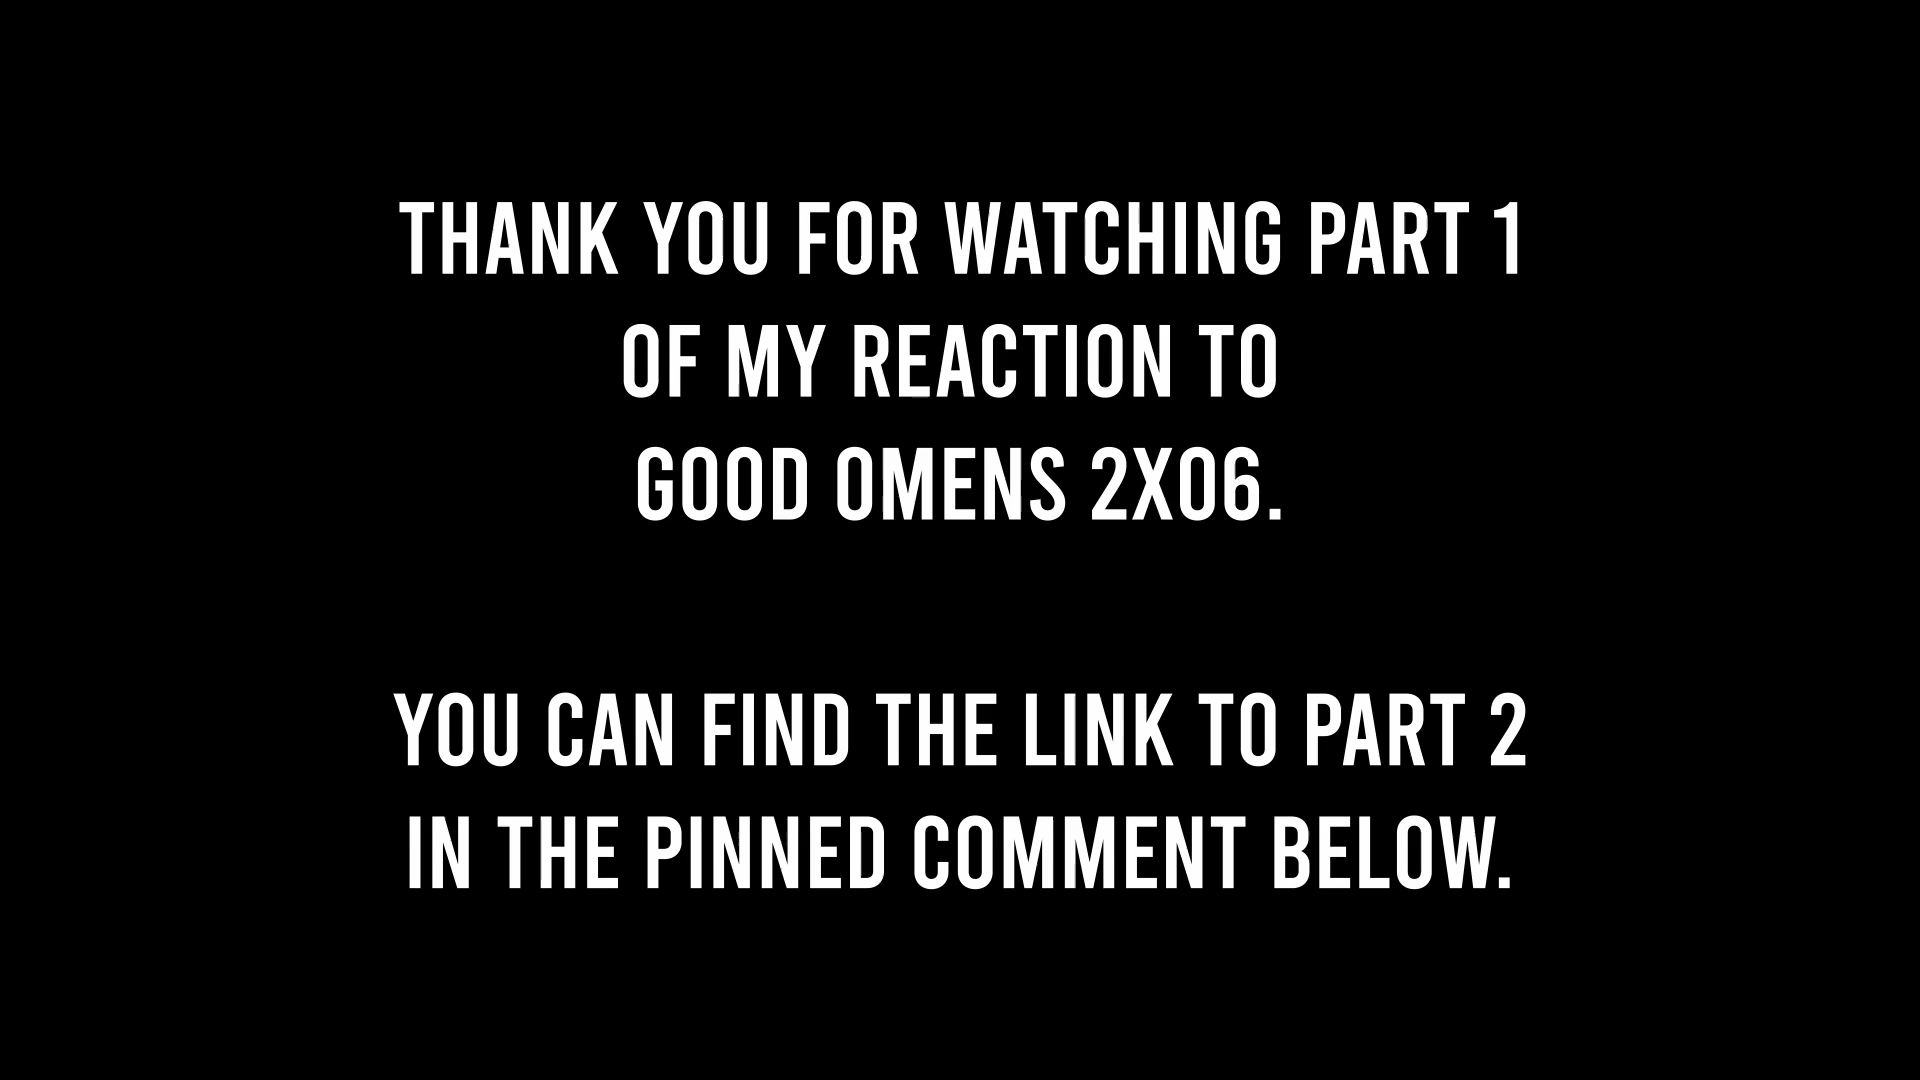 THANK YOU FOR WATCHING PART 1
OF MY REACTION TO
GOOD OMENS 2X06.
YOU CAN FIND THE LINK TO PART 2
IN THE PINNED COMMENT BELOW.